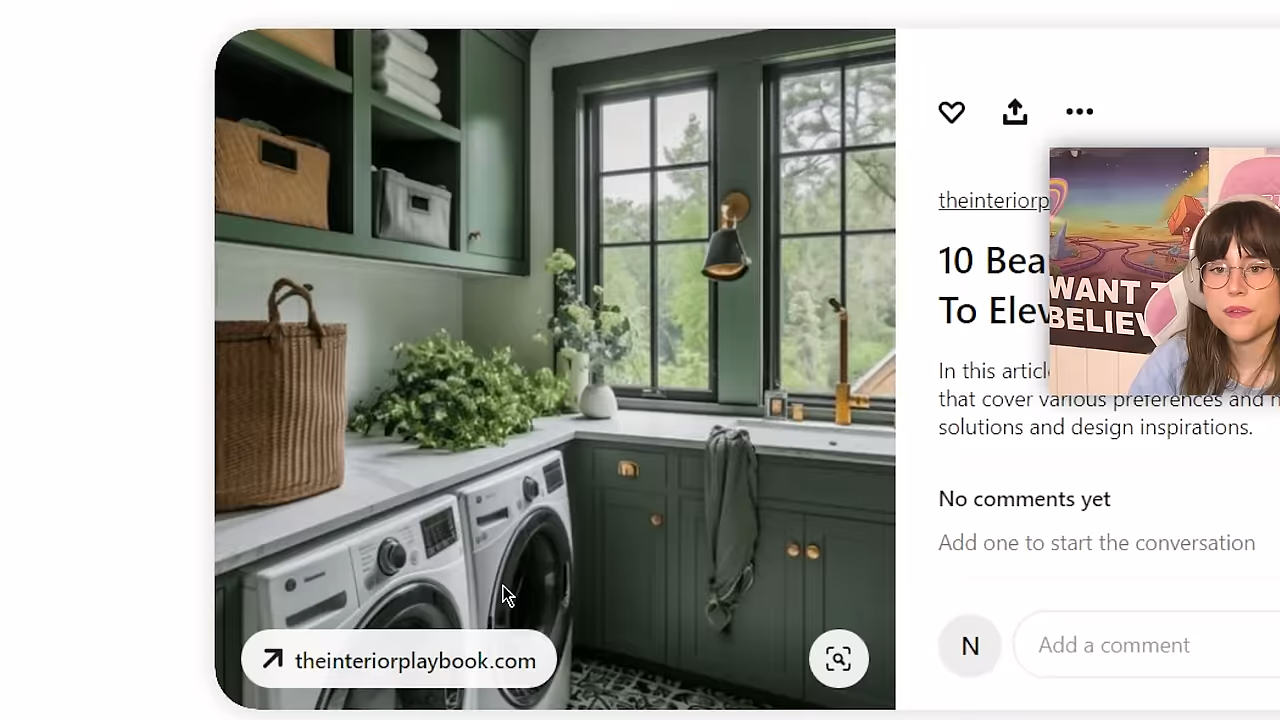 theinteriorp
10 Bea
To Elev
In this articl
that cover various preferences and
solutions and design inspirations.
No comments yet
Add one to start the conversation
N
Add a comment
theinteriorplaybook.com
WANT
BELIEV